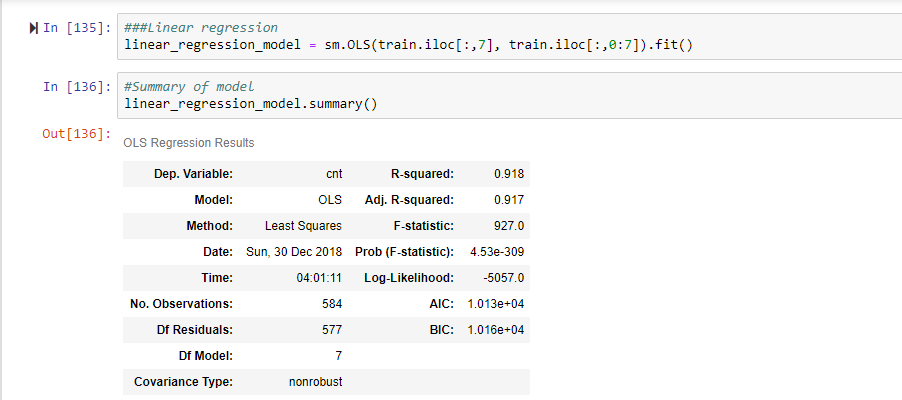 In [135]: ###Linear regression
linear_regression_model = sm.OLS(train.iloc[:,7], train.iloc[:,0:7]).fit()
In [136]: #Summary of model
linear_regression_model.summary()
Out[136]:
OLS Regression Results
Dep. Variable: cnt R-squared: 0.918
Model: OLS Adj. R-squared: 0.917
Method: Least Squares F-statistic: 927.0
Date: Sun, 30 Dec 2018 Prob (F-statistic): 4.53e-309
Time: 04:01:11 Log-Likelihood: -5057.0
No. Observations: 584 AIC: 1.013e+04
Df Residuals: 577 BIC: 1.016e+04
Df Model: 7
Covariance Type: nonrobust